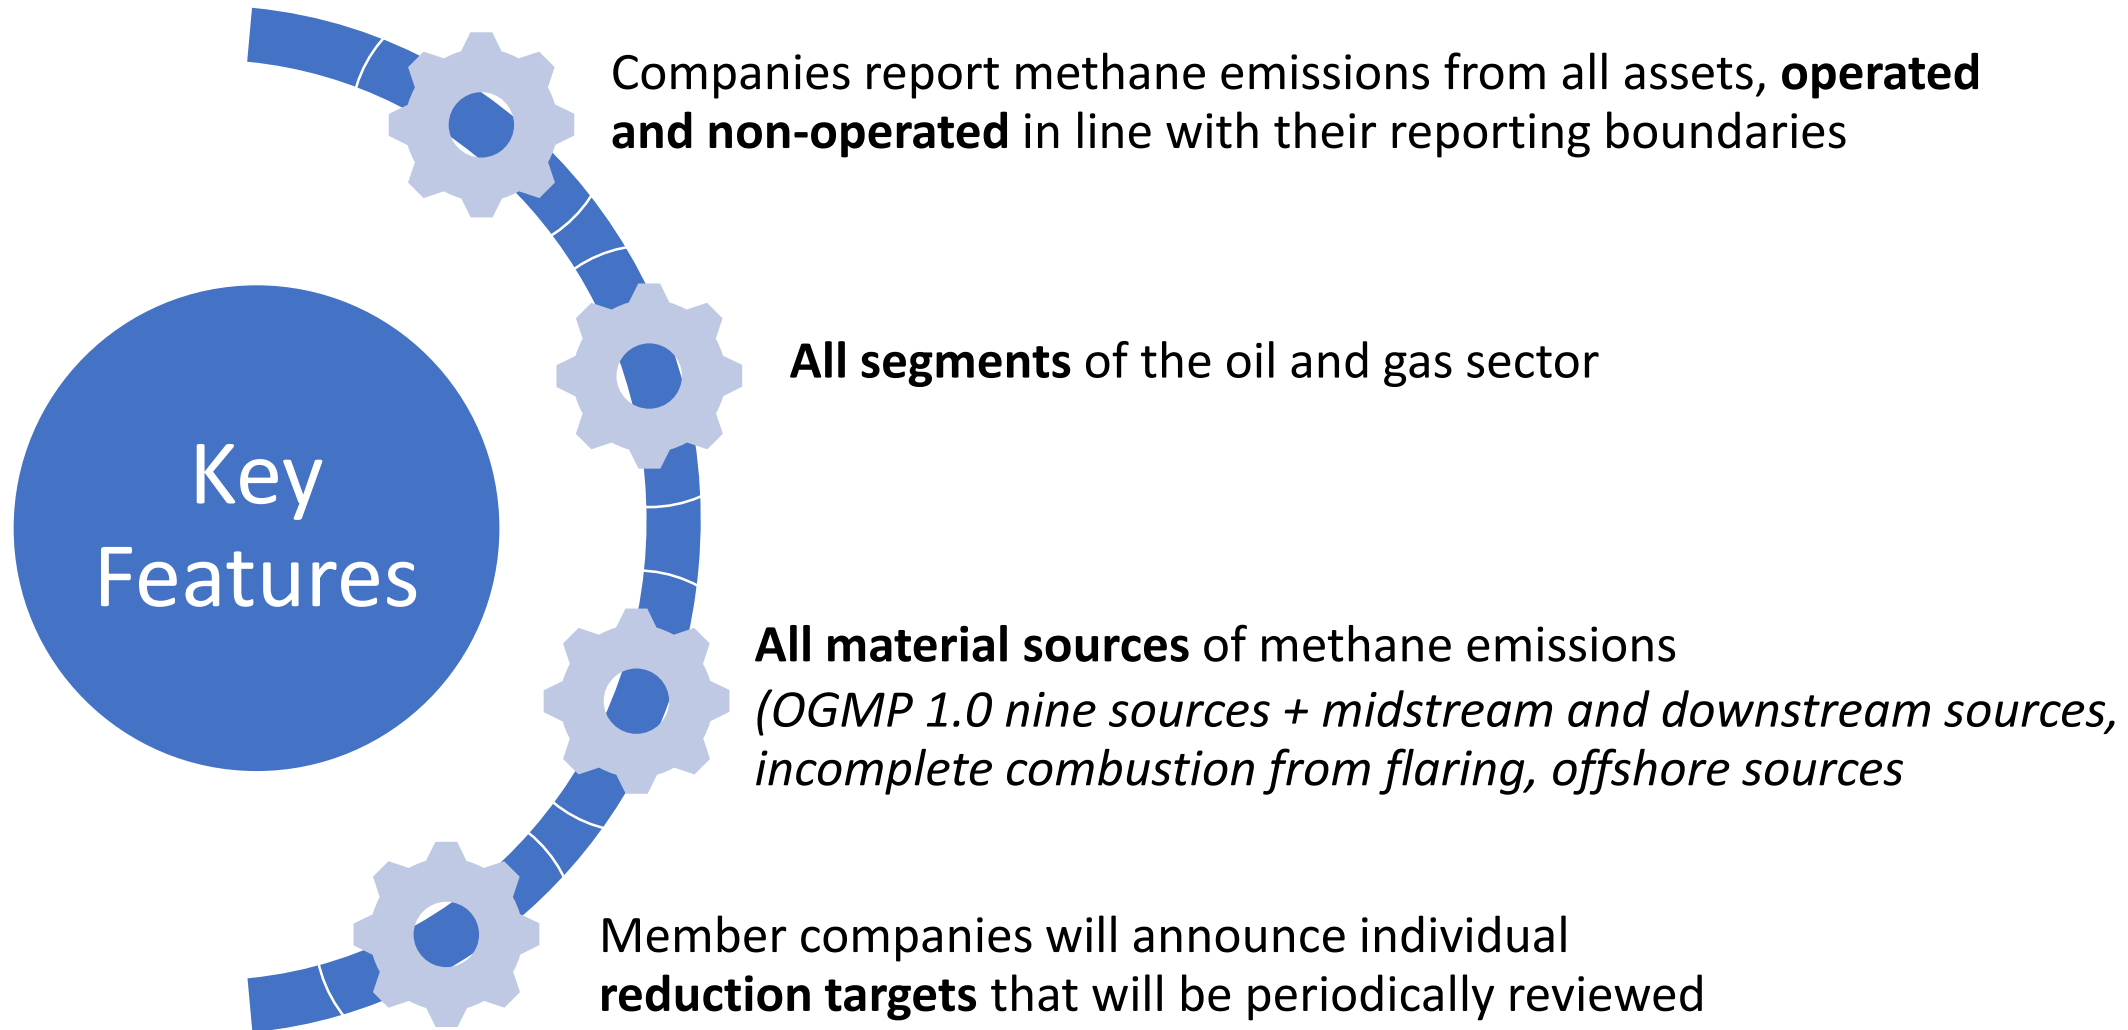 Key
Features
Companies report methane emissions from all assets, operated
and non-operated in line with their reporting boundaries
All segments of the oil and gas sector
All material sources of methane emissions
(OGMP 1.0 nine sources + midstream and downstream sources,
incomplete combustion from flaring, offshore sources
Member companies will announce individual
reduction targets that will be periodically reviewed